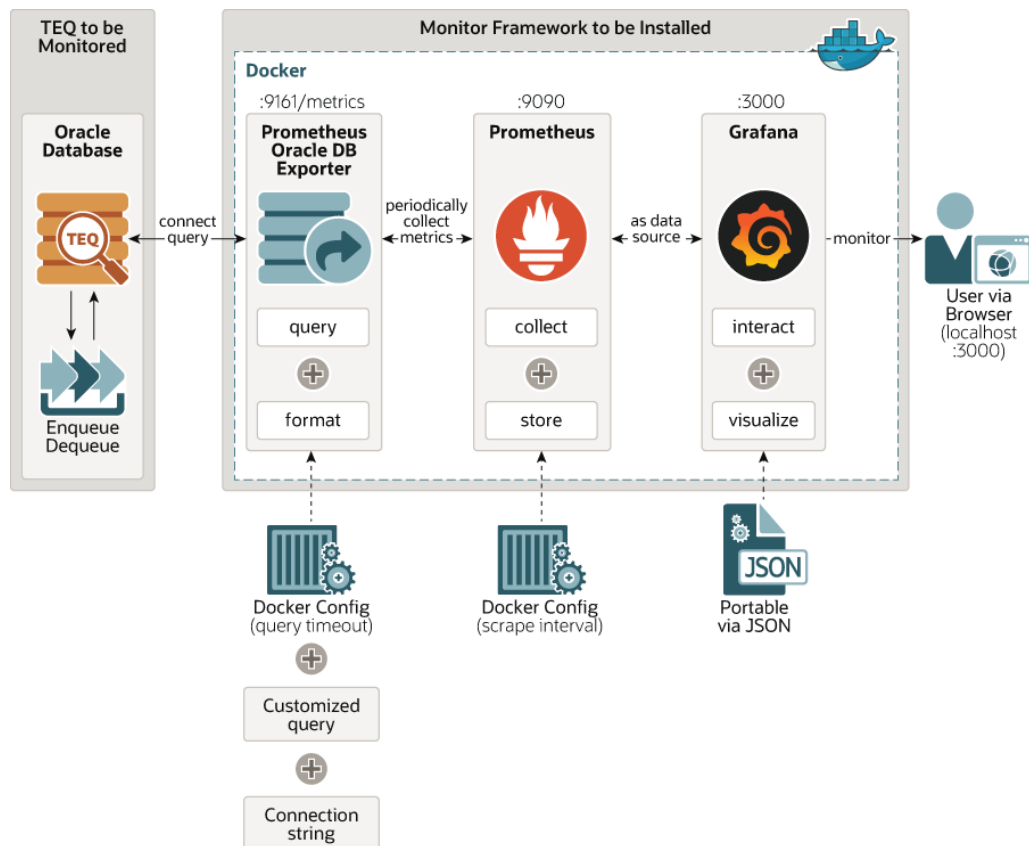 TEQ to be
Monitored
Monitor Framework to be Installed
Docker
:9161/metrics
:9090
:3000
Oracle
Database
Prometheus
Oracle DB
Exporter
Prometheus
Grafana
TEQ
connect
query
periodically
collect
metrics
as data
source
monitor
User via
Browser
(localhost
:3000)
query
collect
interact
format
store
visualize
Enqueue
Dequeue
JSON
Docker Config
(query timeout)
Docker Config
(scrape interval)
Portable
via JSON
Customized
query
Connection
string